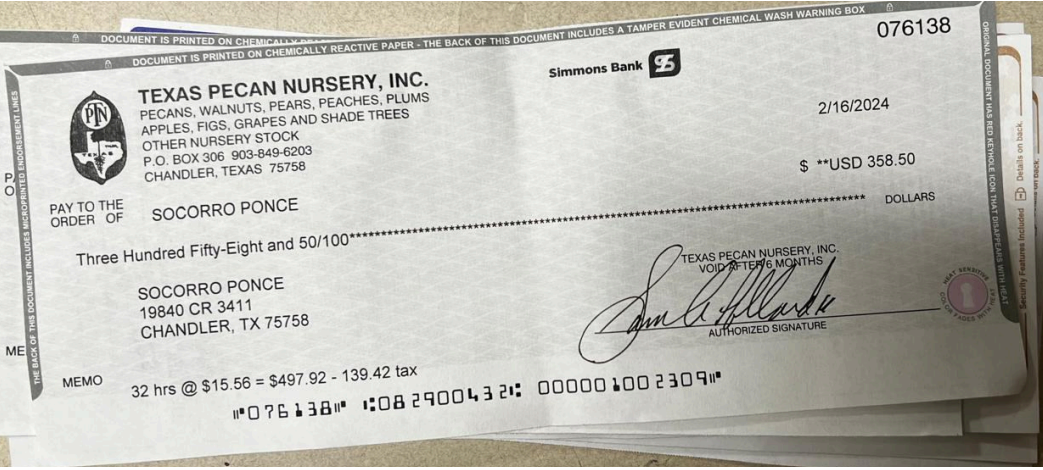 DOCUMENT IS PRINTED ON CHEMICALLY
DOCUMENT IS PRINTED ON CHEMICALLY REACTIVE PAPER - THE BACK OF THIS DOCUMENT INCLUDES A TAMPER EVIDENT CHEMICAL WASH WARNING BOX
076138
Simmons Bank
TEXAS PECAN NURSERY, INC.
PECANS, WALNUTS, PEARS, PEACHES, PLUMS
APPLES, FIGS, GRAPES AND SHADE TREES
OTHER NURSERY STOCK
P.O. BOX 306 903-849-6203
CHANDLER, TEXAS 75758
PTN
TEXAS
2/16/2024
$ **USD 358.50
PAY TO THE
ORDER OF
SOCORRO PONCE
Three Hundred Fifty-Eight and 50/100**************************************** DOLLARS
SOCORRO PONCE
19840 CR 3411
CHANDLER, TX 75758
TEXAS PECAN NURSERY, INC.
VOID AFTER 6 MONTHS
AUTHORIZED SIGNATURE
MEMO
32 hrs @ $15.56 = $497.92 - 139.42 tax
⑈076138⑈ ⑆082900432⑆ 000001002309⑈
THE BACK OF THIS DOCUMENT INCLUDES MICROPRINTED ENDORSEMENT LINES
ORIGINAL DOCUMENT HAS RED KEYHOLE ICON THAT DISAPPEARS WITH HEAT
HEAT SENSITIVE
COLOR FADES WITH
Security Features Included Details on back.
on back.
P
O
ME